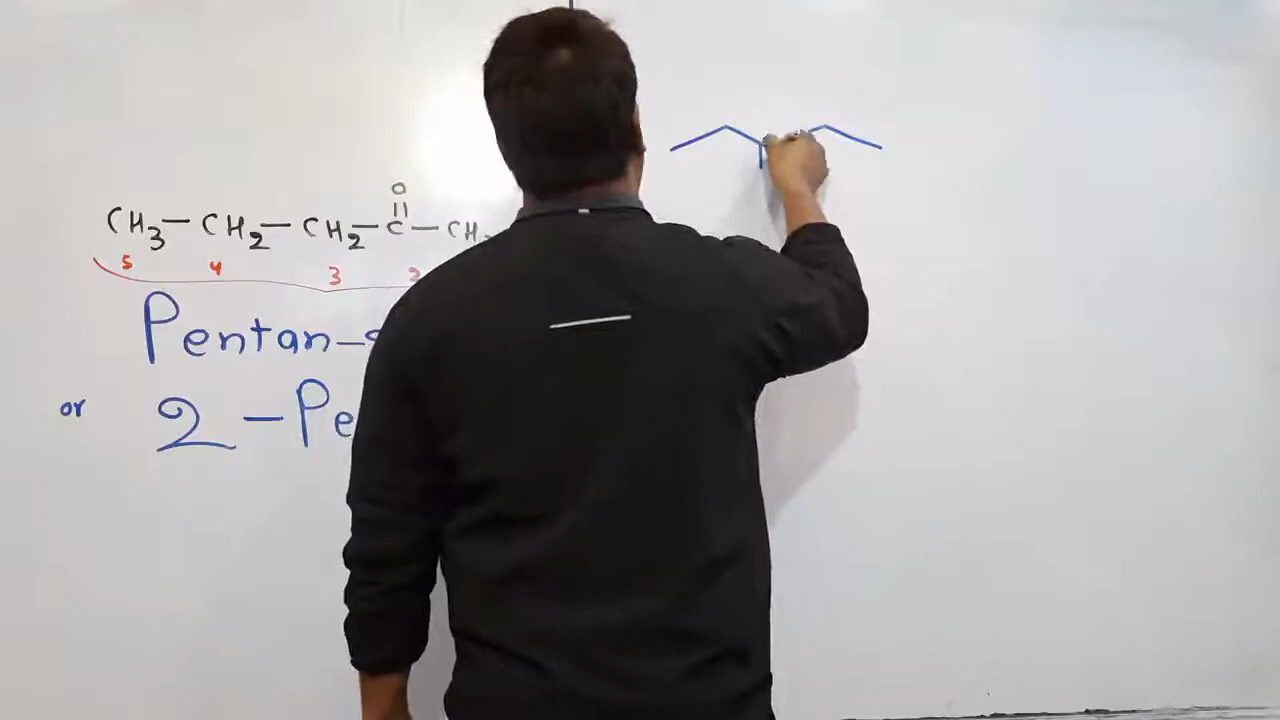 O
||
CH3 — CH2 — CH2 — C — CH
5 4 3 2
Pentan-
or 2 - Pe